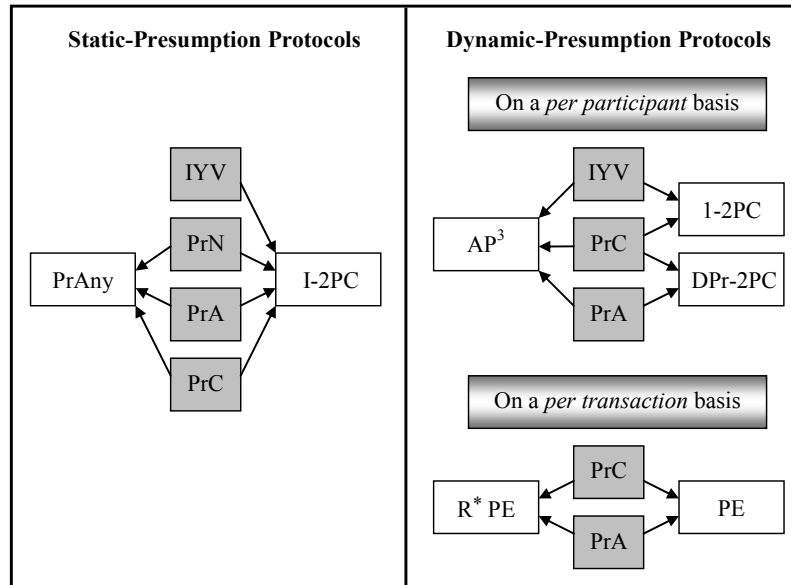 Static-Presumption Protocols
IYV
PrN
PrAny
I-2PC
PrA
PrC
Dynamic-Presumption Protocols
On a per participant basis
IYV
1-2PC
AP³
PrC
DPr-2PC
PrA
On a per transaction basis
PrC
R* PE
PE
PrA